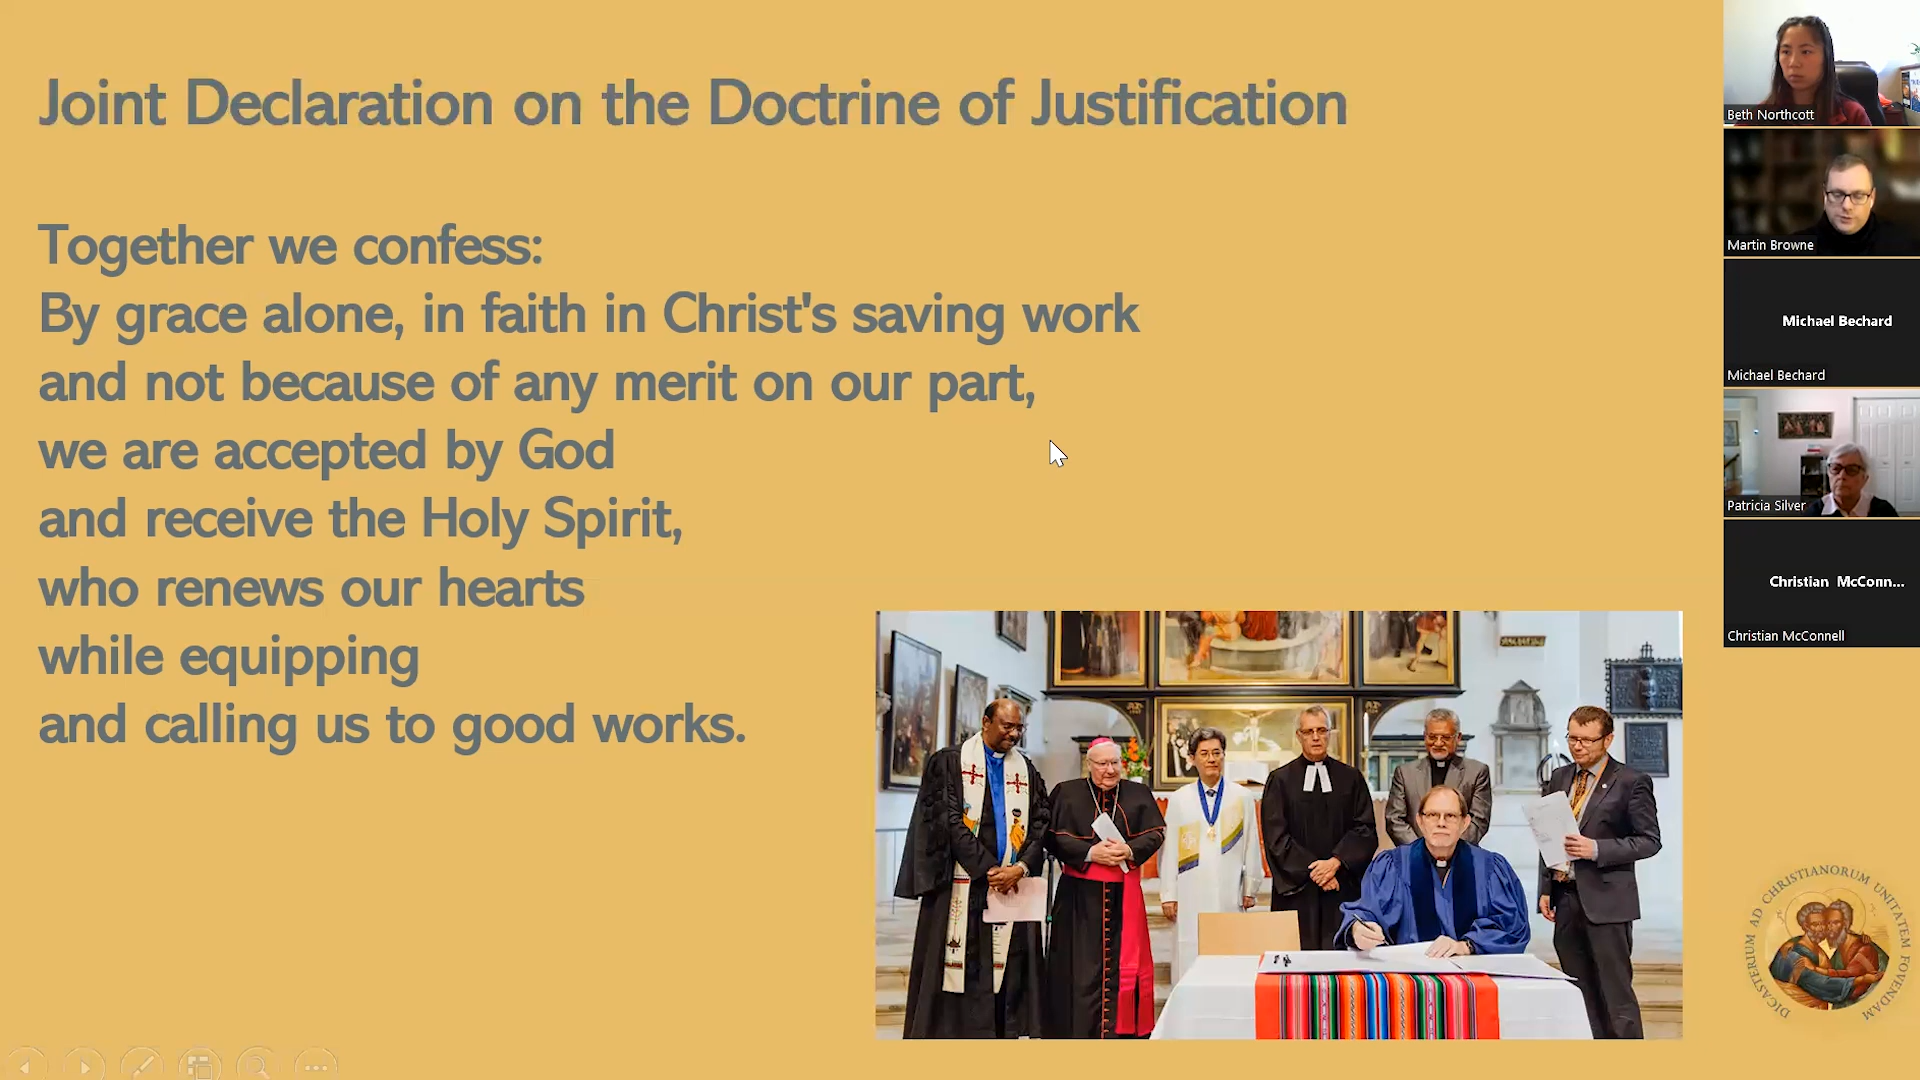 Joint Declaration on the Doctrine of Justification
Together we confess:
By grace alone, in faith in Christ's saving work
and not because of any merit on our part,
we are accepted by God
and receive the Holy Spirit,
who renews our hearts
while equipping
and calling us to good works.
Beth Northcott
Martin Browne
Michael Bechard
Michael Bechard
Patricia Silver
Christian McConn...
Christian McConnell
DICASTERIUM AD CHRISTIANORUM UNITATEM FOVENDAM